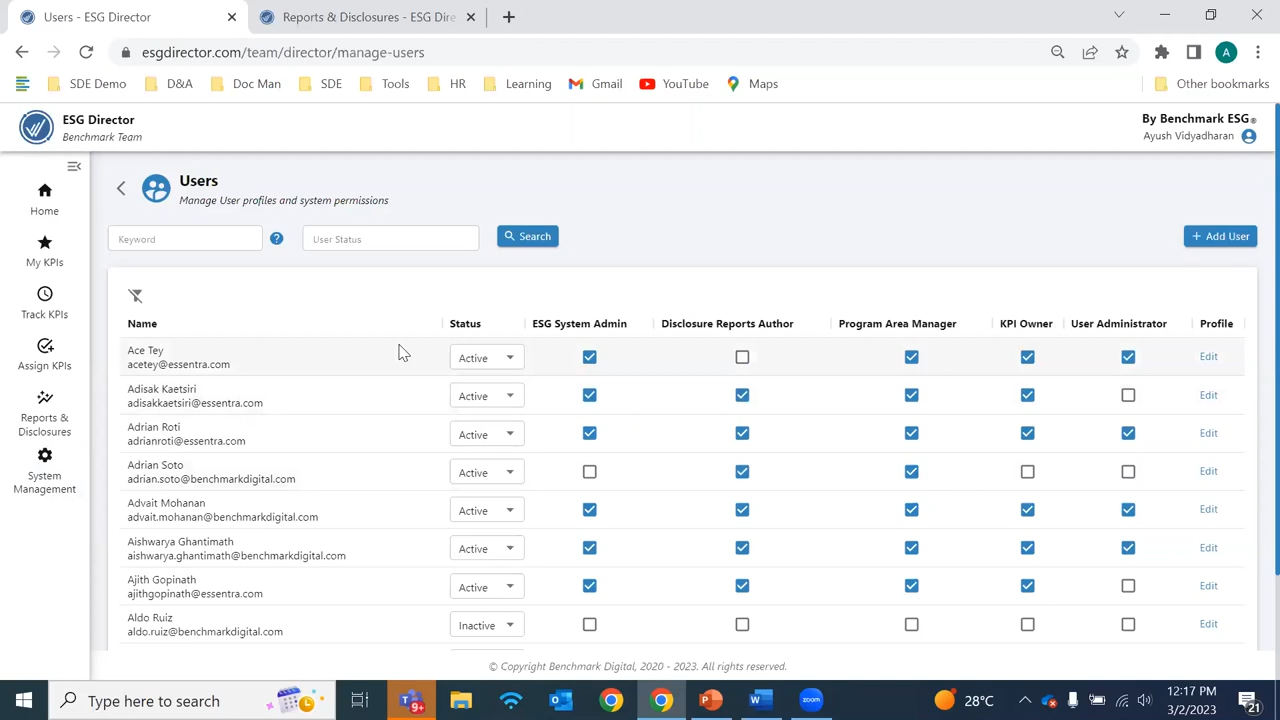 Users - ESG Director
Reports & Disclosures - ESG Dire
esgdirector.com/team/director/manage-users
A
SDE Demo
D&A
Doc Man
SDE
Tools
HR
Learning
Gmail
YouTube
Maps
Other bookmarks
ESG Director
Benchmark Team
By Benchmark ESG®
Ayush Vidyadharan
Home
My KPIs
Track KPIs
Assign KPIs
Reports &
Disclosures
System
Management
Users
Manage User profiles and system permissions
Keyword
?
User Status
Search
+ Add User
Name Status ESG System Admin Disclosure Reports Author Program Area Manager KPI Owner User Administrator Profile
Ace Tey
acetey@essentra.com
Active
Edit
Adisak Kaetsiri
adisakkaetsiri@essentra.com
Active
Edit
Adrian Roti
adrianroti@essentra.com
Active
Edit
Adrian Soto
adrian.soto@benchmarkdigital.com
Active
Edit
Advait Mohanan
advait.mohanan@benchmarkdigital.com
Active
Edit
Aishwarya Ghantimath
aishwarya.ghantimath@benchmarkdigital.com
Active
Edit
Ajith Gopinath
ajithgopinath@essentra.com
Active
Edit
Aldo Ruiz
aldo.ruiz@benchmarkdigital.com
Inactive
Edit
© Copyright Benchmark Digital, 2020 - 2023. All rights reserved.
Type here to search
9+
zoom
28°C
12:17 PM
3/2/2023
21